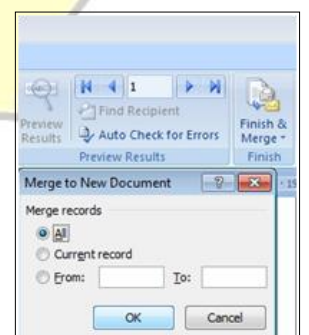 1
Find Recipient
Preview
Results
Auto Check for Errors
Finish &
Merge
Preview Results
Finish
Merge to New Document
?
Merge records
All
Current record
From:
To:
OK
Cancel